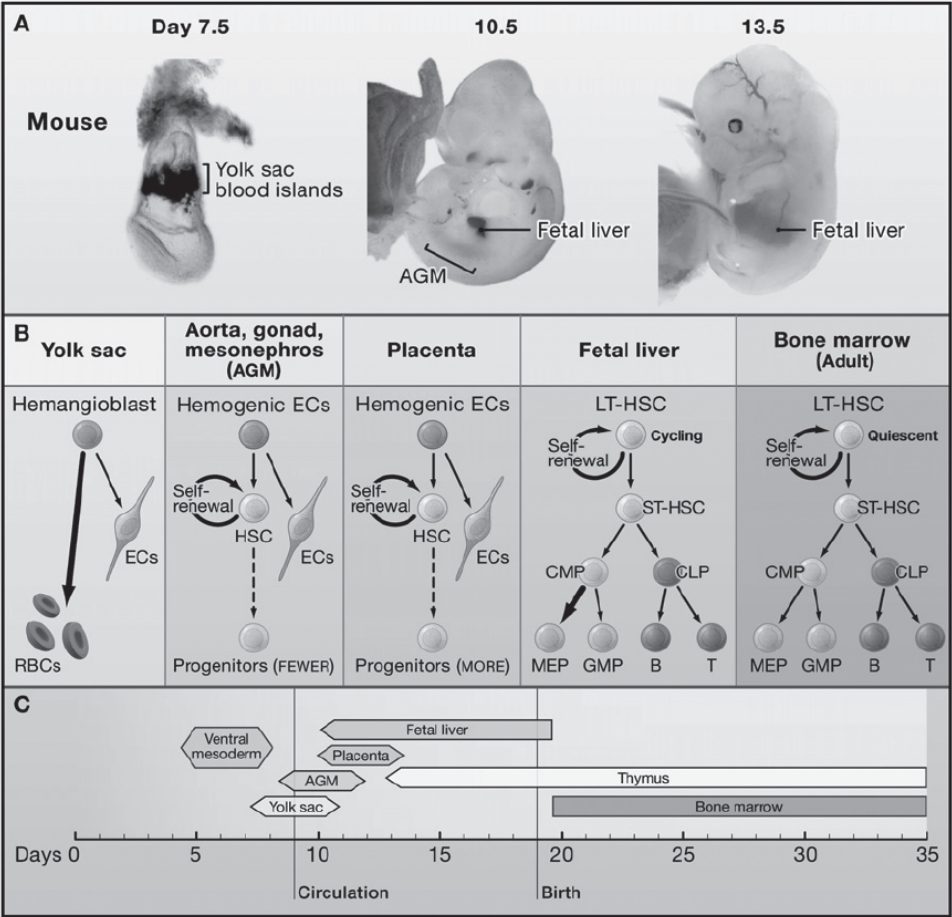 A
Day 7.5
10.5
13.5
Mouse
Yolk sac
blood islands
Fetal liver
AGM
Fetal liver
B
Yolk sac
Aorta, gonad,
mesonephros
(AGM)
Placenta
Fetal liver
Bone marrow
(Adult)
Hemangioblast
ECs
RBCs
Hemogenic ECs
Self-
renewal
HSC
ECs
Progenitors (FEWER)
Hemogenic ECs
Self-
renewal
HSC
ECs
Progenitors (MORE)
LT-HSC
Cycling
Self-
renewal
ST-HSC
CMP
CLP
MEP GMP B T
LT-HSC
Quiescent
Self-
renewal
ST-HSC
CMP
CLP
MEP GMP B T
C
Ventral
mesoderm
Fetal liver
Placenta
AGM
Thymus
Yolk sac
Bone marrow
Days 0 5 10 15 20 25 30 35
Circulation
Birth